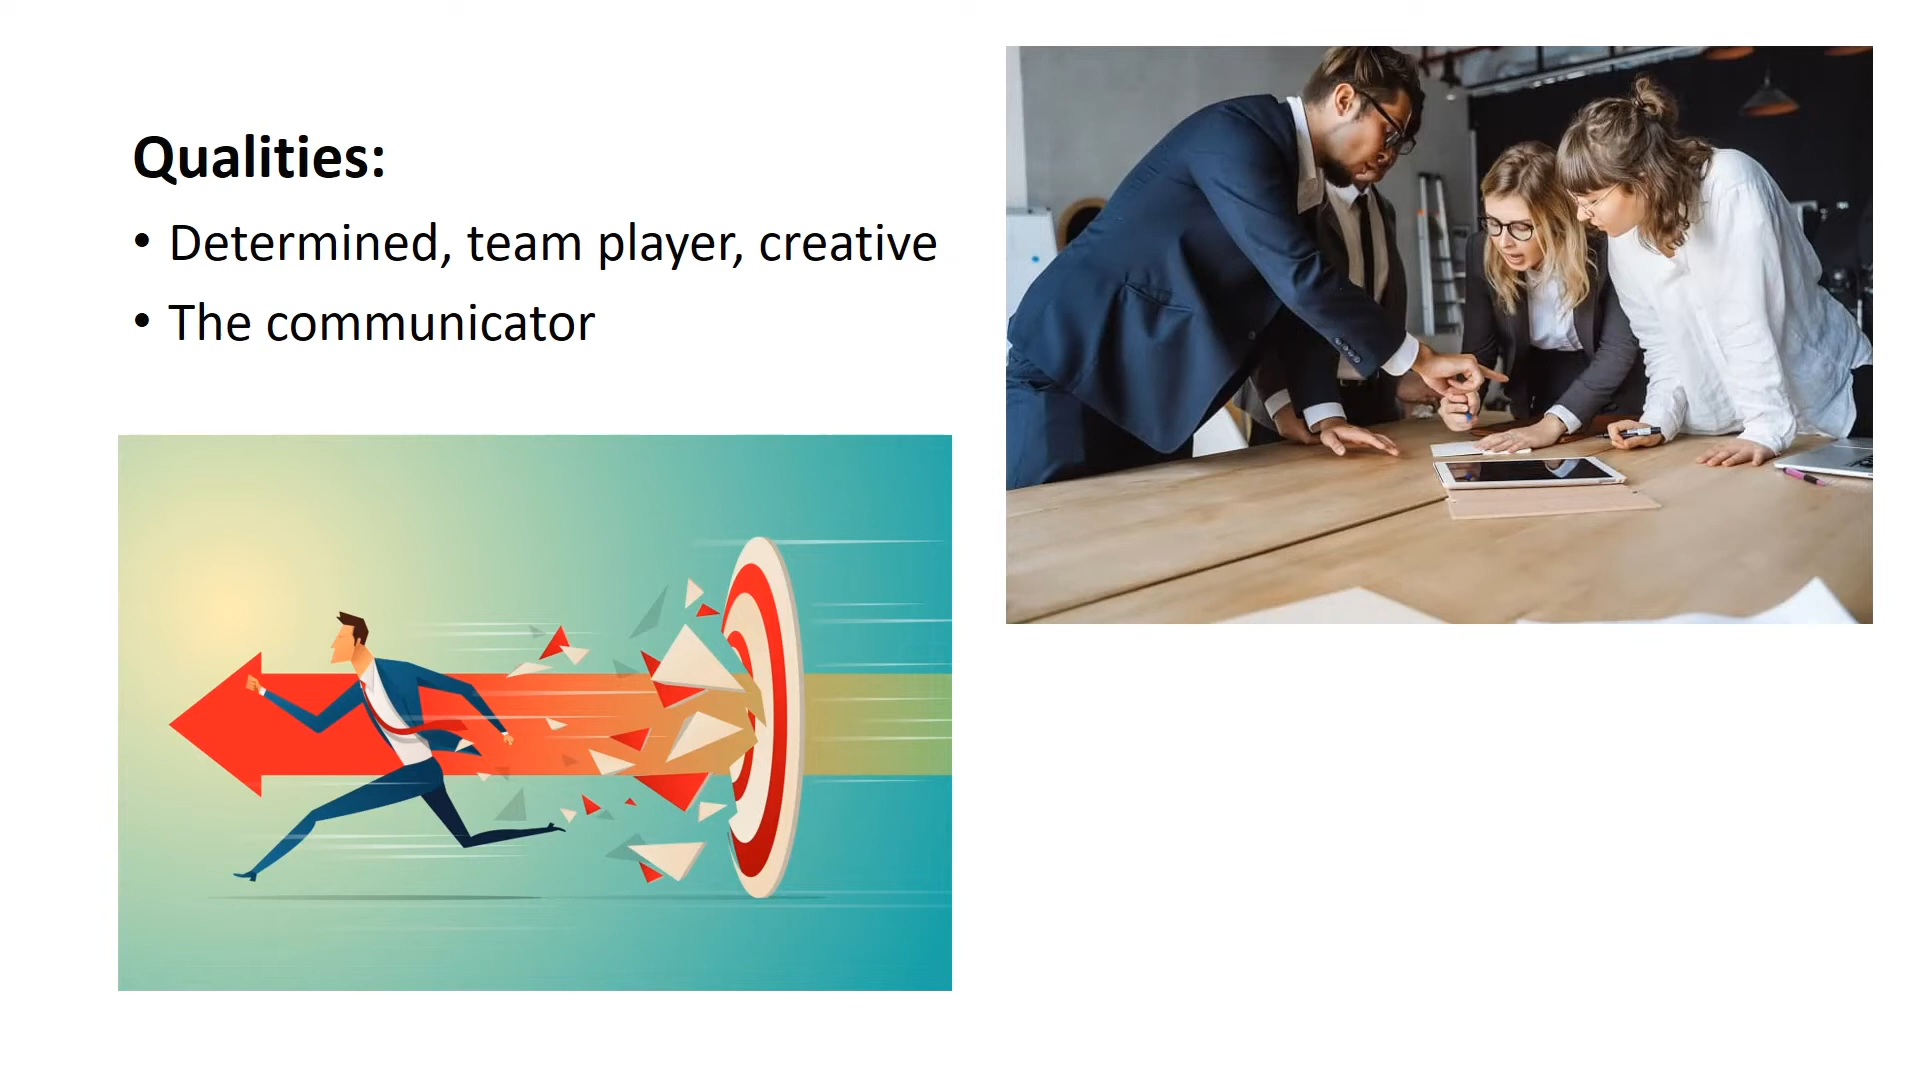 Qualities:
• Determined, team player, creative
• The communicator